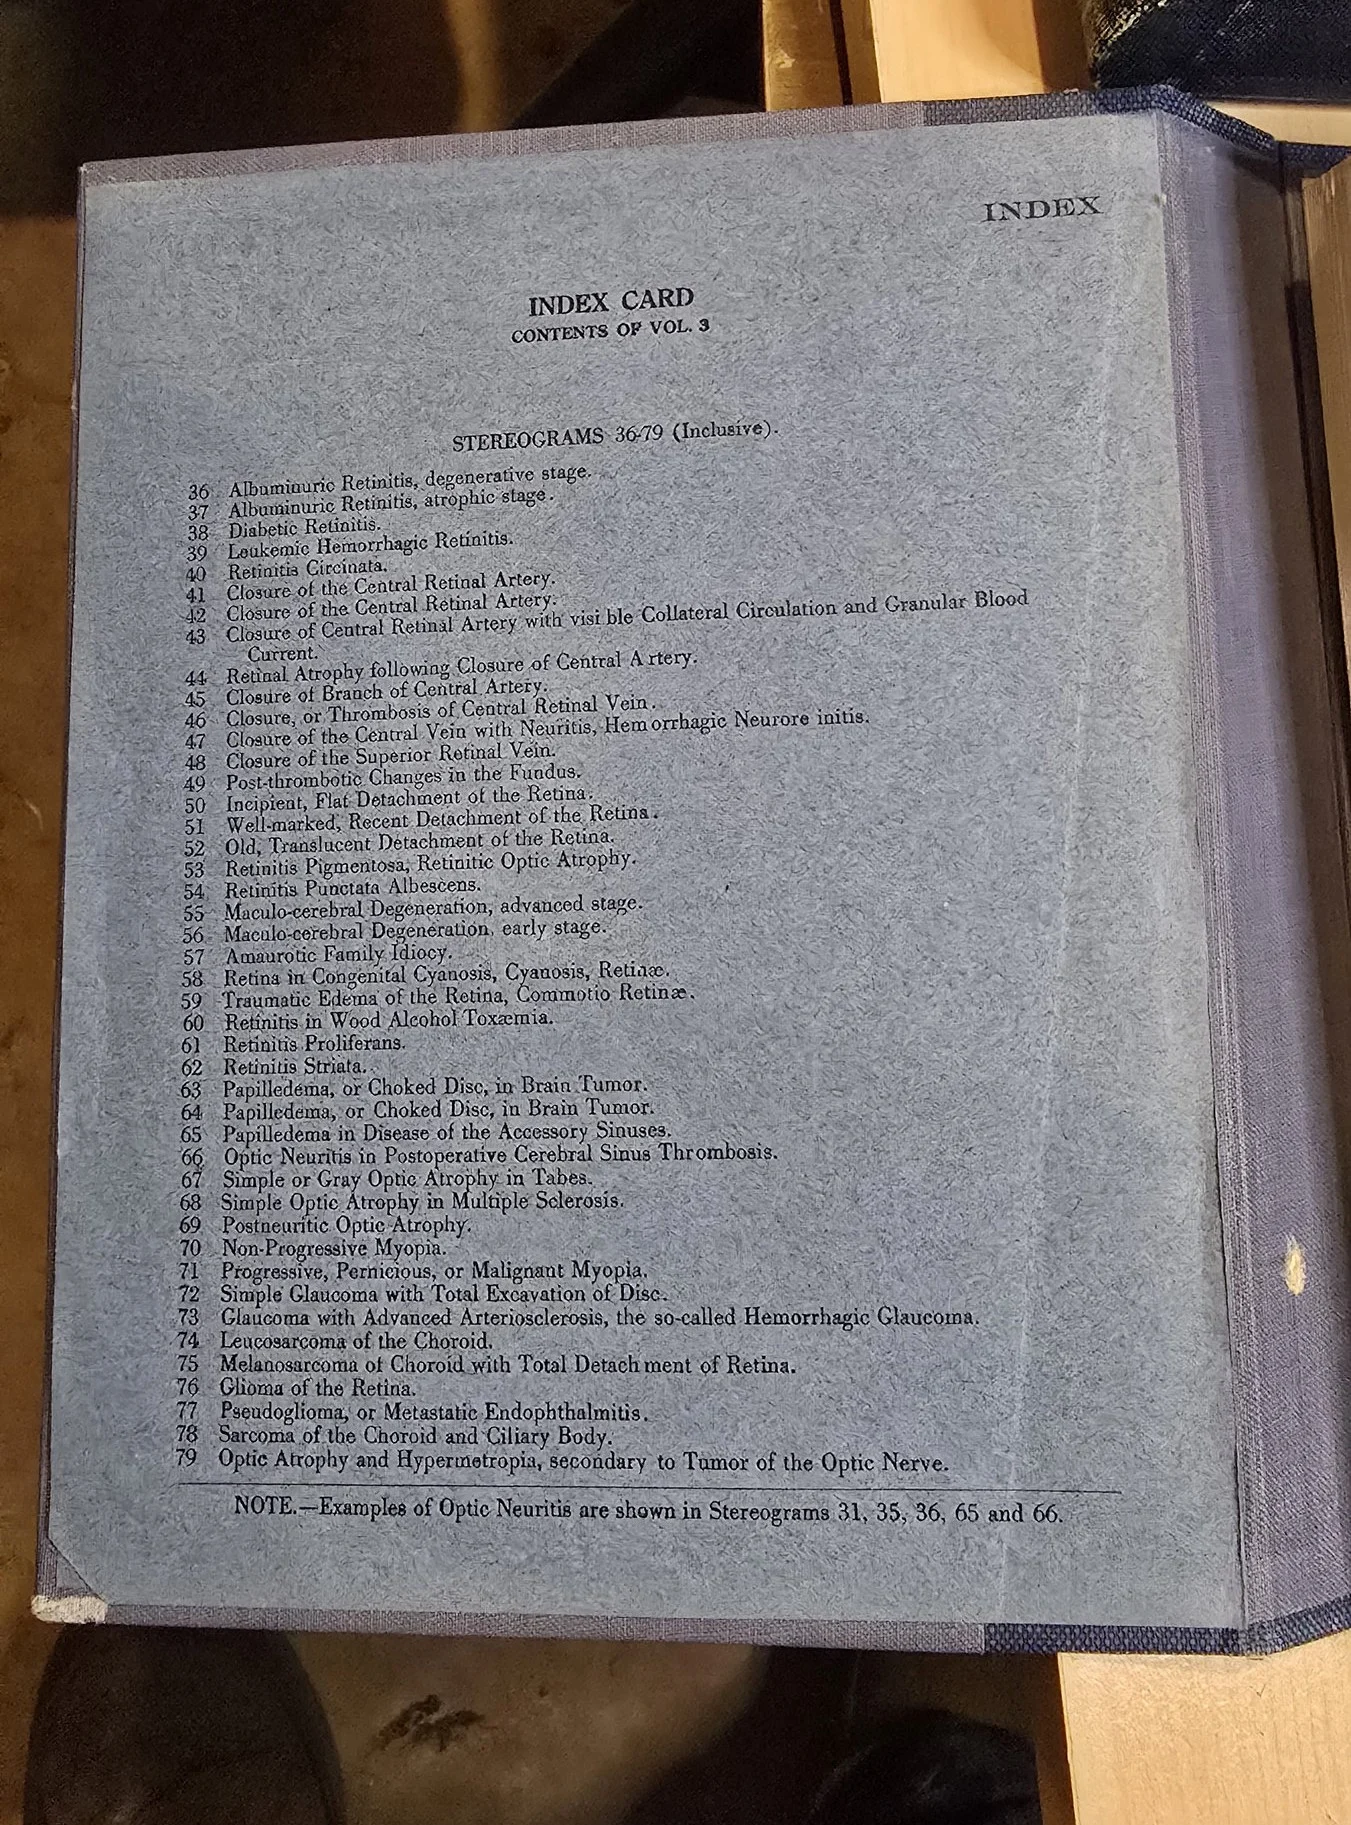 INDEX
INDEX CARD
CONTENTS OF VOL. 3
STEREOGRAMS 36-79 (Inclusive).
36 Albuminuric Retinitis, degenerative stage.
37 Albuminuric Retinitis, atrophic stage.
38 Diabetic Retinitis.
39 Leukemic Hemorrhagic Retinitis.
40 Retinitis Circinata.
41 Closure of the Central Retinal Artery.
42 Closure of the Central Retinal Artery.
43 Closure of Central Retinal Artery with visi ble Collateral Circulation and Granular Blood
Current.
44 Retinal Atrophy following Closure of Central A rtery.
45 Closure of Branch of Central Artery.
46 Closure, or Thrombosis of Central Retinal Vein.
47 Closure of the Central Vein with Neuritis, Hem orrhagic Neurore initis.
48 Closure of the Superior Retinal Vein.
49 Post-thrombotic Changes in the Fundus.
50 Incipient, Flat Detachment of the Retina.
51 Well-marked, Recent Detachment of the Retina.
52 Old, Translucent Detachment of the Retina.
53 Retinitis Pigmentosa, Retinitic Optic Atrophy.
54 Retinitis Punctata Albescens.
55 Maculo-cerebral Degeneration, advanced stage.
56 Maculo-cerebral Degeneration, early stage.
57 Amaurotic Family Idiocy.
58 Retina in Congenital Cyanosis, Cyanosis, Retinæ.
59 Traumatic Edema of the Retina, Commotio Retinæ.
60 Retinitis in Wood Alcohol Toxæmia.
61 Retinitis Proliferans.
62 Retinitis Striata.
63 Papilledema, or Choked Disc, in Brain Tumor.
64 Papilledema, or Choked Disc, in Brain Tumor.
65 Papilledema in Disease of the Accessory Sinuses.
66 Optic Neuritis in Postoperative Cerebral Sinus Thrombosis.
67 Simple or Gray Optic Atrophy in Tabes.
68 Simple Optic Atrophy in Multiple Sclerosis.
69 Postneuritic Optic Atrophy.
70 Non-Progressive Myopia.
71 Progressive, Pernicious, or Malignant Myopia.
72 Simple Glaucoma with Total Excavation of Disc.
73 Glaucoma with Advanced Arteriosclerosis, the so-called Hemorrhagic Glaucoma.
74 Leucosarcoma of the Choroid.
75 Melanosarcoma of Choroid with Total Detach ment of Retina.
76 Glioma of the Retina.
77 Pseudoglioma, or Metastatic Endophthalmitis.
78 Sarcoma of the Choroid and Ciliary Body.
79 Optic Atrophy and Hypermetropia, secondary to Tumor of the Optic Nerve.
NOTE.—Examples of Optic Neuritis are shown in Stereograms 31, 35, 36, 65 and 66.